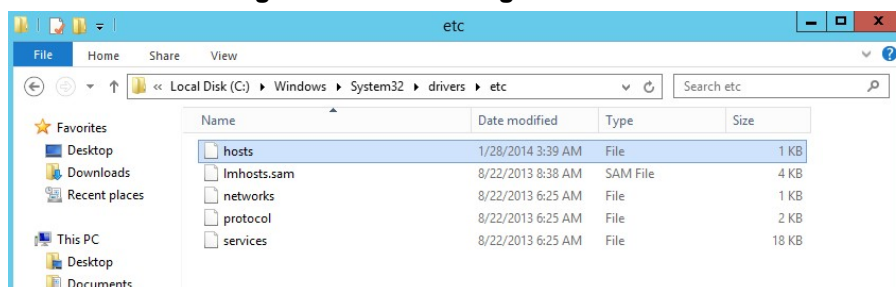 etc
File Home Share View
« Local Disk (C:) Windows System32 drivers etc Search etc
Favorites
Desktop
Downloads
Recent places
This PC
Desktop
Documents
Name Date modified Type Size
hosts 1/28/2014 3:39 AM File 1 KB
lmhosts.sam 8/22/2013 8:38 AM SAM File 4 KB
networks 8/22/2013 6:25 AM File 1 KB
protocol 8/22/2013 6:25 AM File 2 KB
services 8/22/2013 6:25 AM File 18 KB